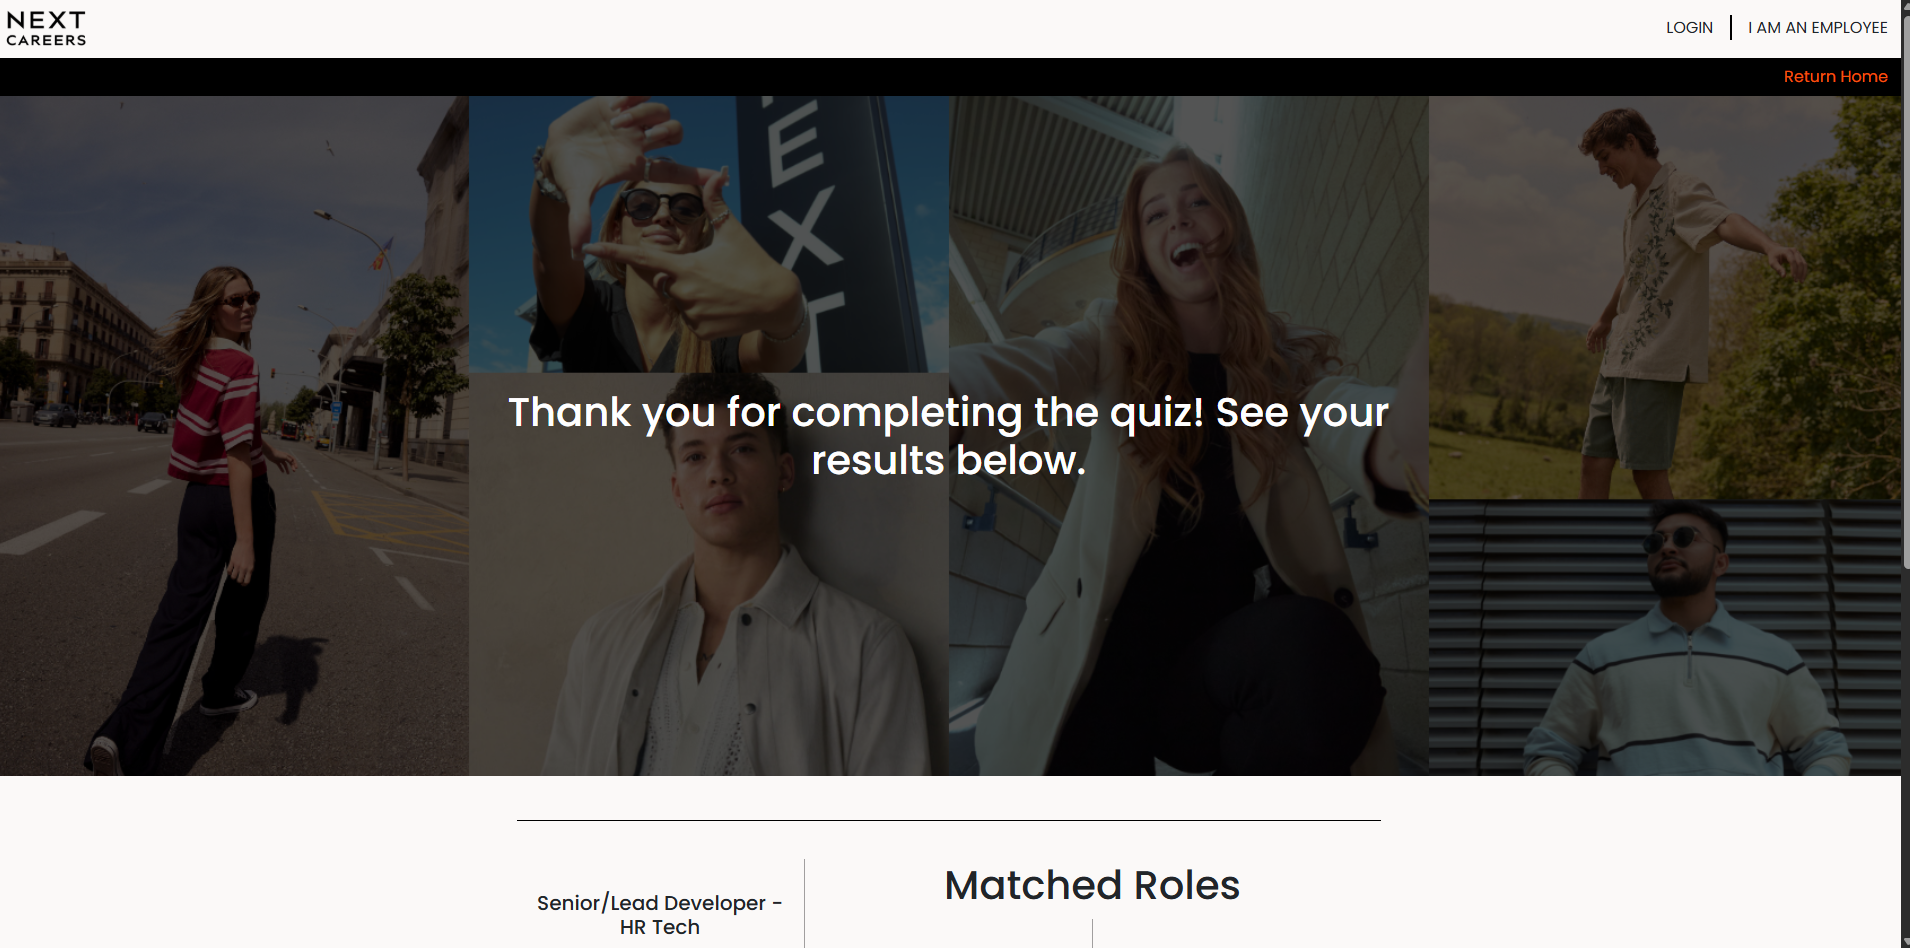 NEXT
CAREERS
LOGIN
I AM AN EMPLOYEE
Return Home
EXT
Thank you for completing the quiz! See your
results below.
Senior/Lead Developer -
HR Tech
Matched Roles